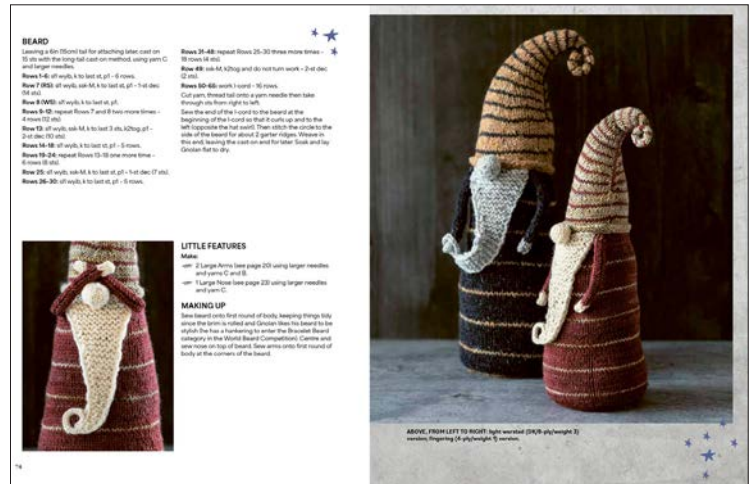 BEARD
Leaving a 6in (15cm) tail for attaching later, cast on
15 sts with the long-tail cast-on method, using yarn C
and larger needles.
Rows 1–6: sl1 wyib, k to last st, p1 – 6 rows.
Row 7 (RS): sl1 wyib, ssk-M, k to last st, p1 – 1-st dec
(14 sts).
Row 8 (WS): sl1 wyib, k to last st, p1.
Rows 9–12: repeat Rows 7 and 8 two more times –
4 rows (12 sts).
Row 13: sl1 wyib, ssk-M, k to last 3 sts, k2tog, p1 –
2-st dec (10 sts).
Rows 14–18: sl1 wyib, k to last st, p1 – 5 rows.
Rows 19–24: repeat Rows 13–18 one more time –
6 rows (8 sts).
Row 25: sl1 wyib, ssk-M, k to last st, p1 – 1-st dec (7 sts).
Rows 26–30: sl1 wyib, k to last st, p1 – 5 rows.
Rows 31–48: repeat Rows 25–30 three more times –
18 rows (4 sts).
Row 49: ssk-M, k2tog and do not turn work – 2-st dec
(2 sts).
Rows 50–65: work I-cord – 16 rows.
Cut yarn, thread tail onto a yarn needle then take
through sts from right to left.
Sew the end of the I-cord to the beard at the
beginning of the I-cord so that it curls up and to the
left (opposite the hat swirl). Then stitch the circle to the
side of the beard for about 2 garter ridges. Weave in
this end, leaving the cast on end for later. Soak and lay
Gnolan flat to dry.
LITTLE FEATURES
Make:
2 Large Arms (see page 20) using larger needles
and yarns C and B.
1 Large Nose (see page 23) using larger needles
and yarn C.
MAKING UP
Sew beard onto first round of body, keeping things tidy
since the brim is rolled and Gnolan likes his beard to be
stylish (he has a hankering to enter the Bracelet Beard
category in the World Beard Competition). Centre and
sew nose on top of beard. Sew arms onto first round of
body at the corners of the beard.
74
ABOVE, FROM LEFT TO RIGHT: light worsted (DK/8-ply/weight 3)
version; fingering (4-ply/weight 1) version.